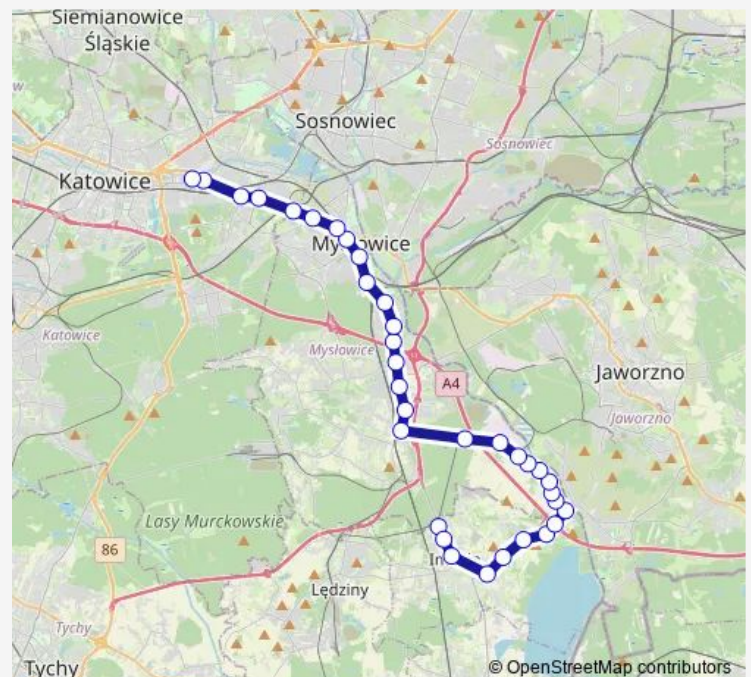 Siemianowice
Śląskie
Sosnowiec
Sosnowiec
Katowice
Mysłowice
Katowice
Mysłowice
Jaworzno
A4
Jaworzno
Lasy Murckowskie
86
Lędziny
Tychy
Tychy
© OpenStreetMap contributors